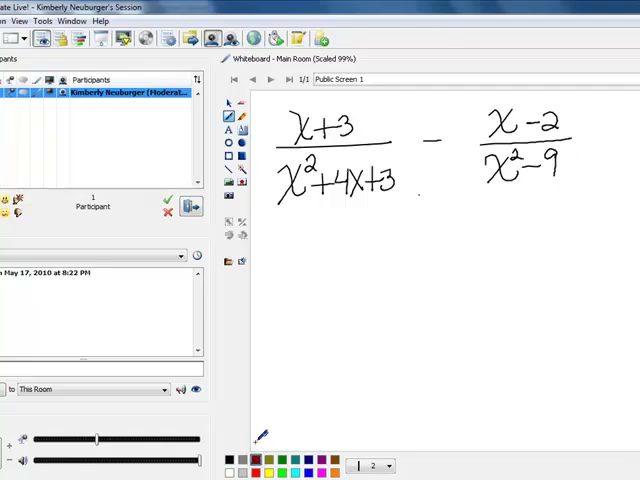 ate Live! - Kimberly Neuburger's Session
on View Tools Window Help
pants
Participants
Kimberly Neuburger (Moderat...
1
Participant
n May 17, 2010 at 8:22 PM
to This Room
Whiteboard - Main Room (Scaled 99%)
1/1 Public Screen 1
x+3 / x²+4x+3 - x-2 / x²-9
2